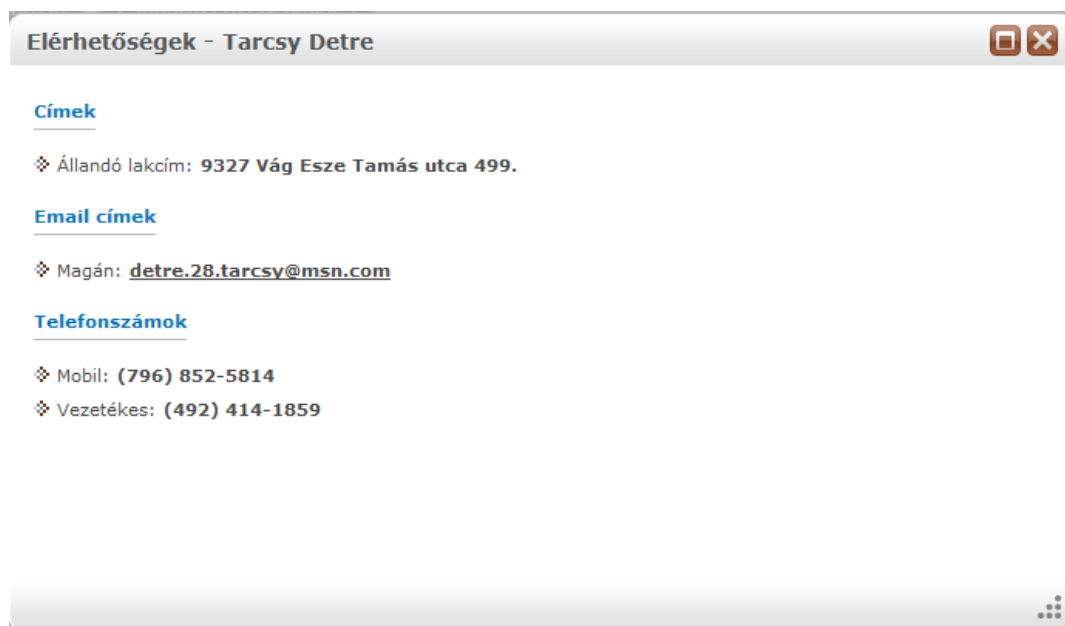 Elérhetőségek - Tarcsy Detre
Címek
Állandó lakcím: 9327 Vág Esze Tamás utca 499.
Email címek
Magán: detre.28.tarcsy@msn.com
Telefonszámok
Mobil: (796) 852-5814
Vezetékes: (492) 414-1859